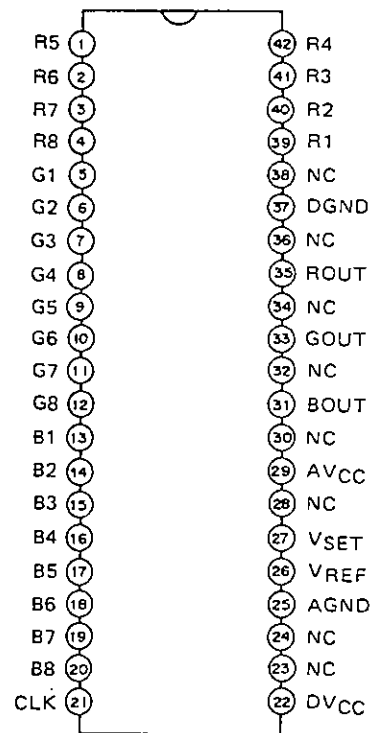 R5 1 42 R4
R6 2 41 R3
R7 3 40 R2
R8 4 39 R1
G1 5 38 NC
G2 6 37 DGND
G3 7 36 NC
G4 8 35 ROUT
G5 9 34 NC
G6 10 33 GOUT
G7 11 32 NC
G8 12 31 BOUT
B1 13 30 NC
B2 14 29 AVCC
B3 15 28 NC
B4 16 27 VSET
B5 17 26 VREF
B6 18 25 AGND
B7 19 24 NC
B8 20 23 NC
CLK 21 22 DVCC